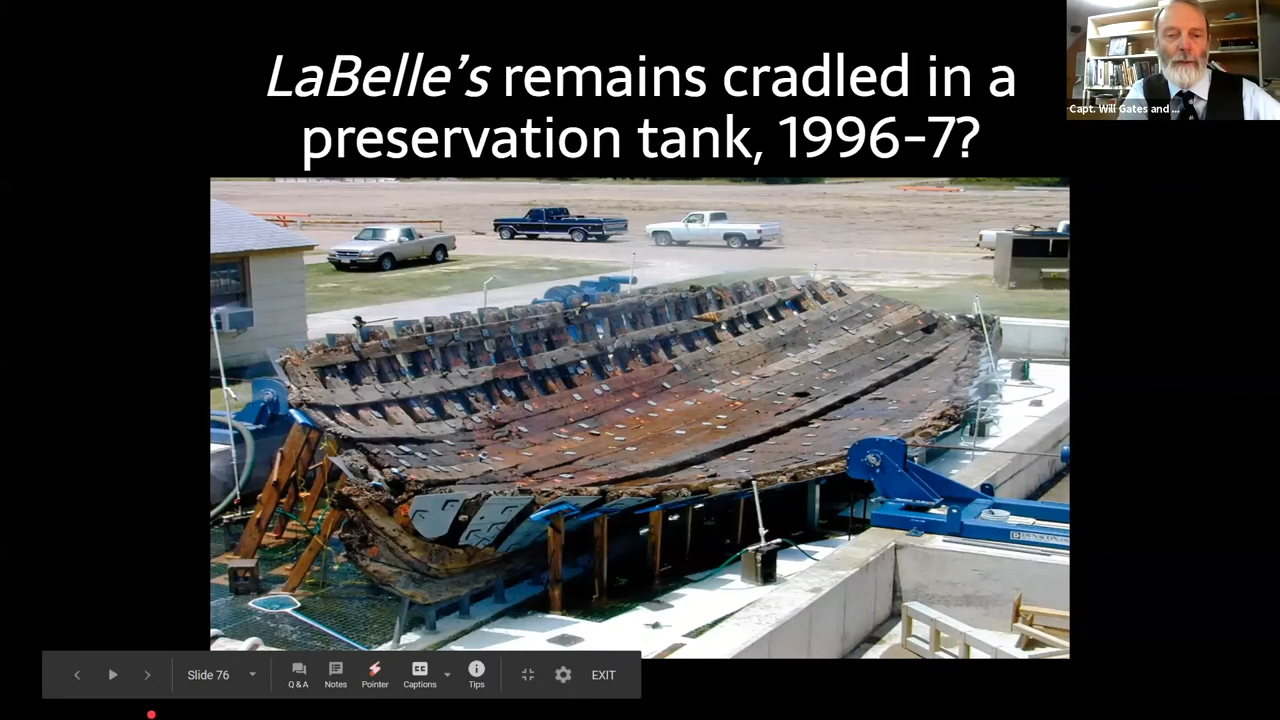 LaBelle's remains cradled in a
preservation tank, 1996-7?
Capt. Will Gates and ...
DYNACON
Slide 76
Q & A
Notes
Pointer
Captions
Tips
EXIT